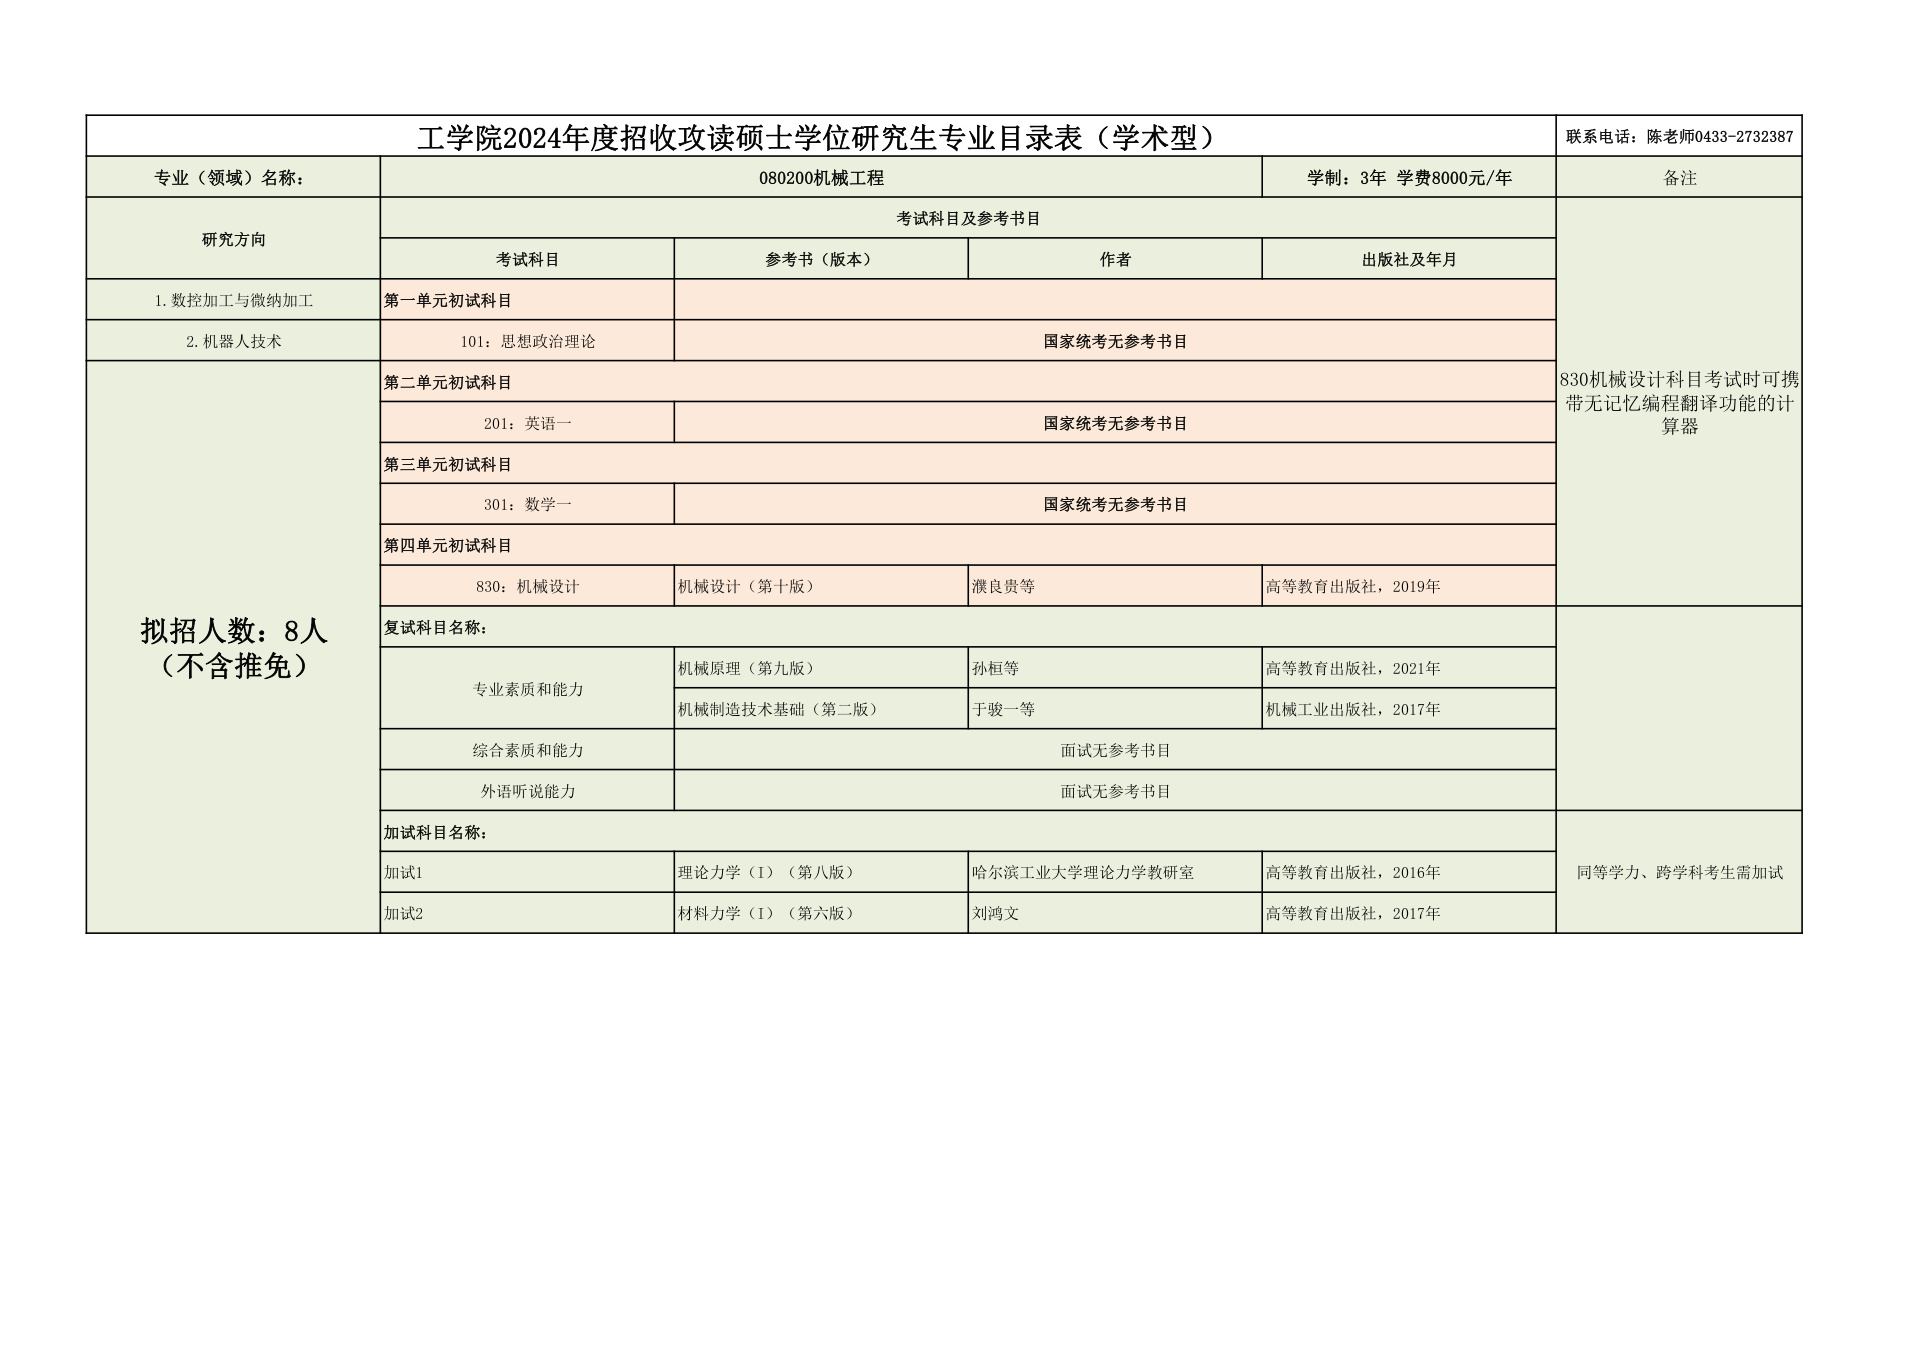 工学院2024年度招收攻读硕士学位研究生专业目录表（学术型）
联系电话：陈老师0433-2732387
专业（领域）名称：
080200机械工程
学制：3年 学费8000元/年
备注
研究方向
考试科目及参考书目
考试科目
参考书（版本）
作者
出版社及年月
1.数控加工与微纳加工
第一单元初试科目
2.机器人技术
101：思想政治理论
国家统考无参考书目
830机械设计科目考试时可携
带无记忆编程翻译功能的计
算器
第二单元初试科目
201：英语一
国家统考无参考书目
第三单元初试科目
301：数学一
国家统考无参考书目
第四单元初试科目
830：机械设计
机械设计（第十版）
濮良贵等
高等教育出版社，2019年
拟招人数：8人
（不含推免）
复试科目名称：
专业素质和能力
机械原理（第九版）
孙桓等
高等教育出版社，2021年
机械制造技术基础（第二版）
于骏一等
机械工业出版社，2017年
综合素质和能力
面试无参考书目
外语听说能力
面试无参考书目
加试科目名称：
加试1
理论力学（I）（第八版）
哈尔滨工业大学理论力学教研室
高等教育出版社，2016年
同等学力、跨学科考生需加试
加试2
材料力学（I）（第六版）
刘鸿文
高等教育出版社，2017年